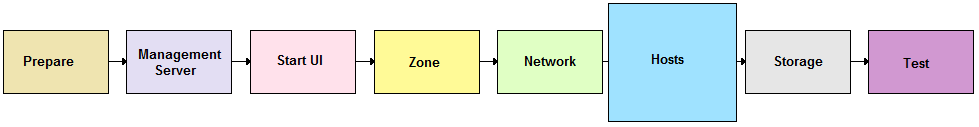 Prepare
Management
Server
Start UI
Zone
Network
Hosts
Storage
Test